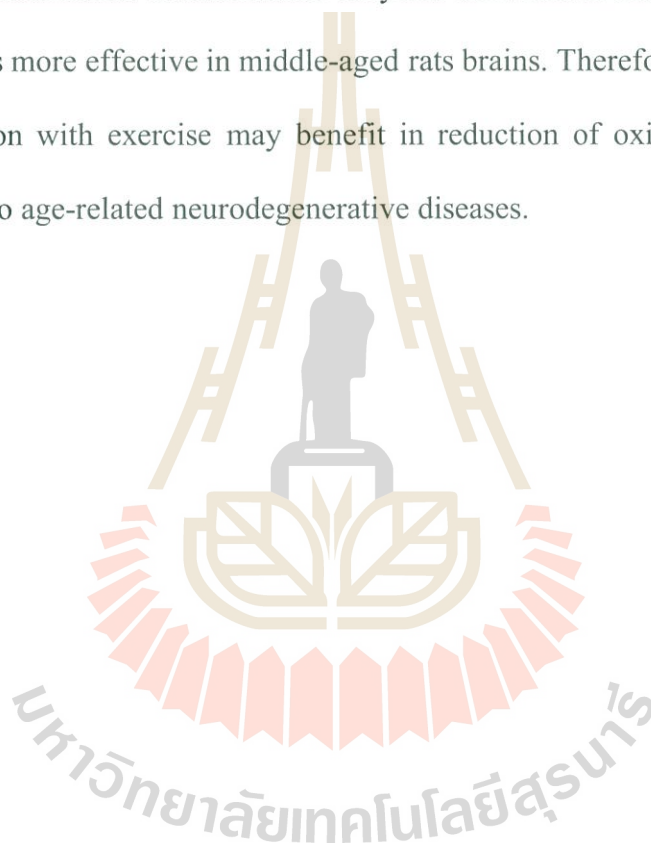 s more effective in middle-aged rats brains. Therefo
on with exercise may benefit in reduction of oxi
o age-related neurodegenerative diseases.
มหาวิทยาลัยเทคโนโลยีสุรนารี